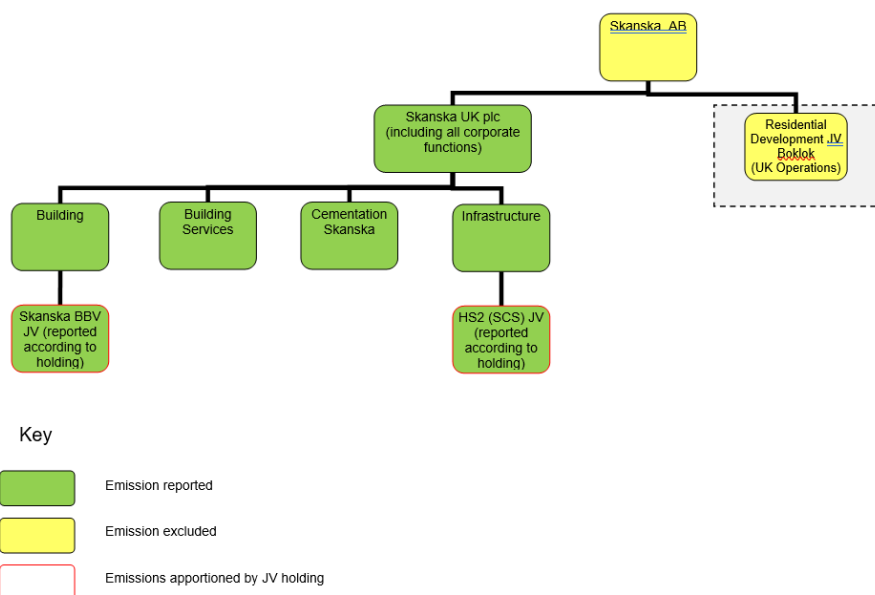 Skanska AB
Skanska UK plc
(including all corporate
functions)
Residential
Development JV
Boklok
(UK Operations)
Building
Building
Services
Cementation
Skanska
Infrastructure
Skanska BBV
JV (reported
according to
holding)
HS2 (SCS) JV
(reported
according to
holding)
Key
Emission reported
Emission excluded
Emissions apportioned by JV holding